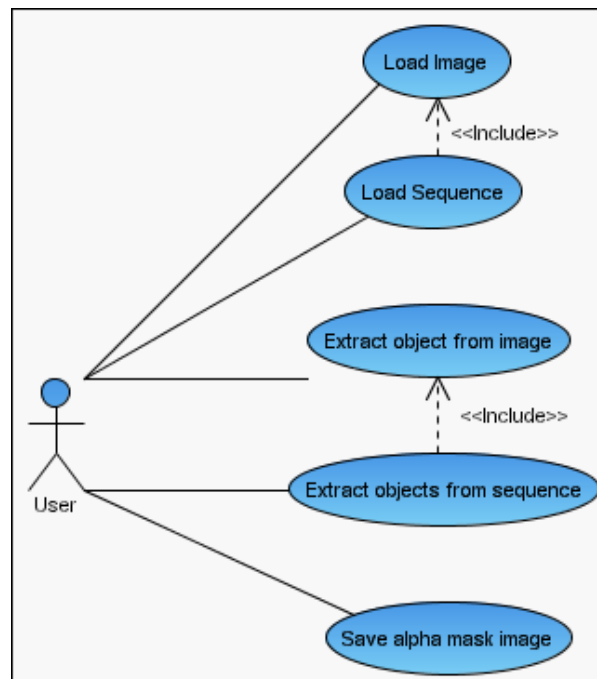 Load Image
<<Include>>
Load Sequence
Extract object from image
<<Include>>
Extract objects from sequence
User
Save alpha mask image